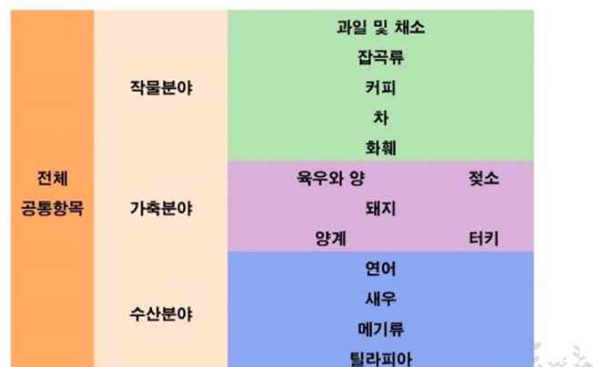 전체
공통항목
작물분야
과일 및 채소
잡곡류
커피
차
화훼
가축분야
육우와 양 젖소
돼지
양계 터키
수산분야
연어
새우
메기류
틸라피아